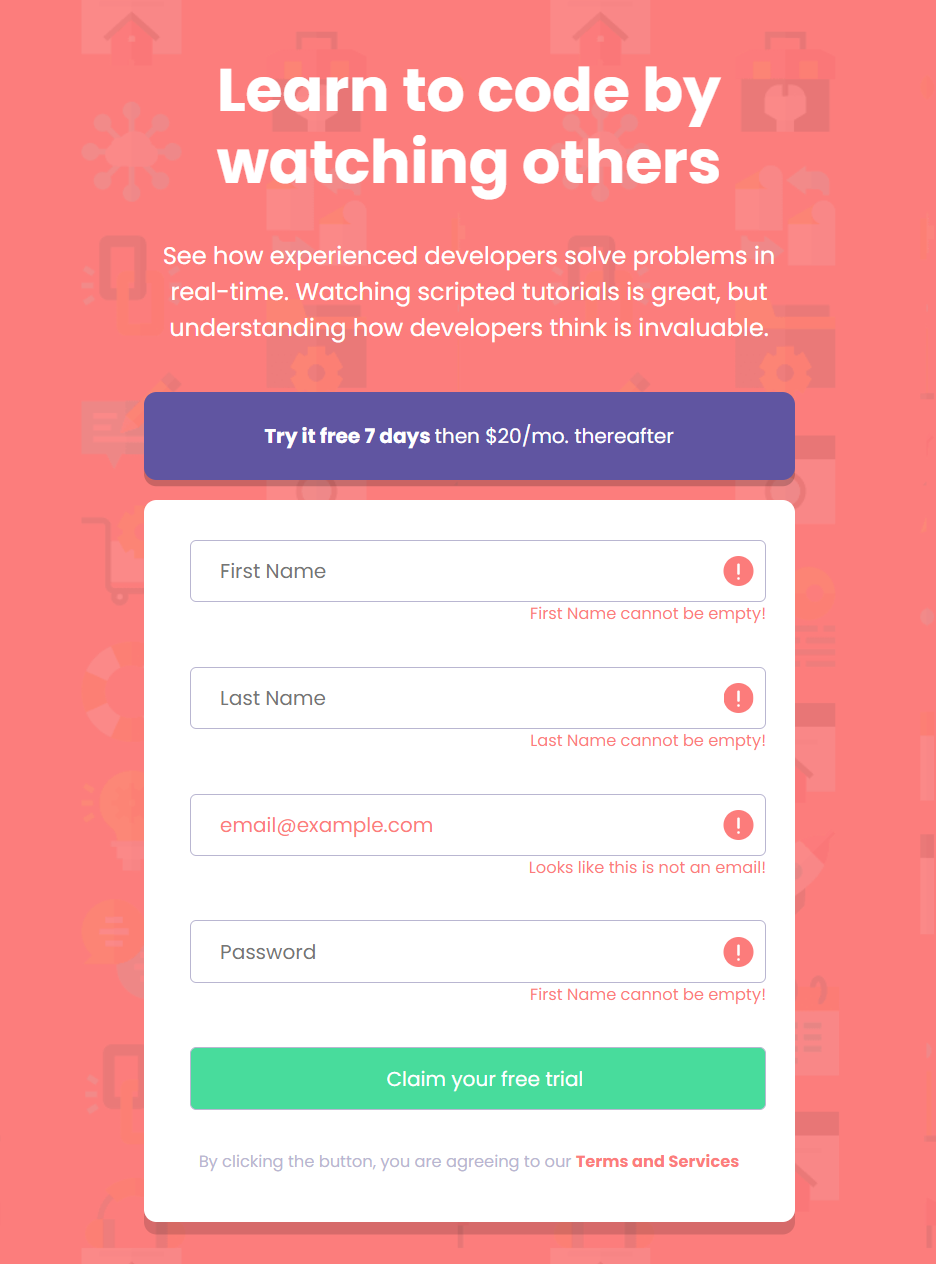 Learn to code by
watching others
See how experienced developers solve problems in
real-time. Watching scripted tutorials is great, but
understanding how developers think is invaluable.
Try it free 7 days then $20/mo. thereafter
First Name
First Name cannot be empty!
Last Name
Last Name cannot be empty!
email@example.com
Looks like this is not an email!
Password
First Name cannot be empty!
Claim your free trial
By clicking the button, you are agreeing to our Terms and Services